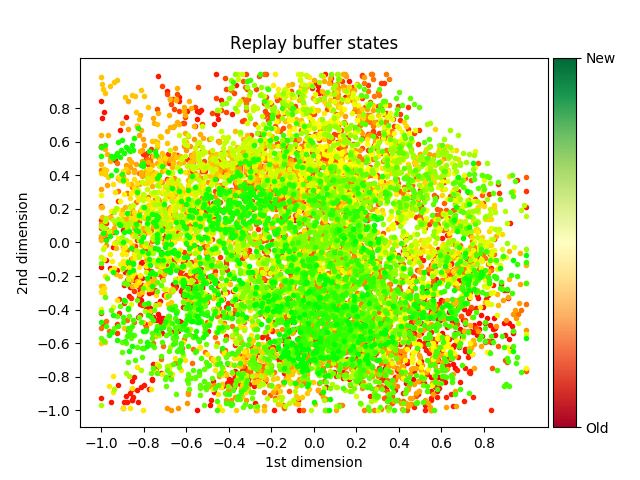 Replay buffer states
New
0.8
0.6
0.4
0.2
0.0
−0.2
−0.4
−0.6
−0.8
−1.0
2nd dimension
Old
−1.0 −0.8 −0.6 −0.4 −0.2 0.0 0.2 0.4 0.6 0.8
1st dimension